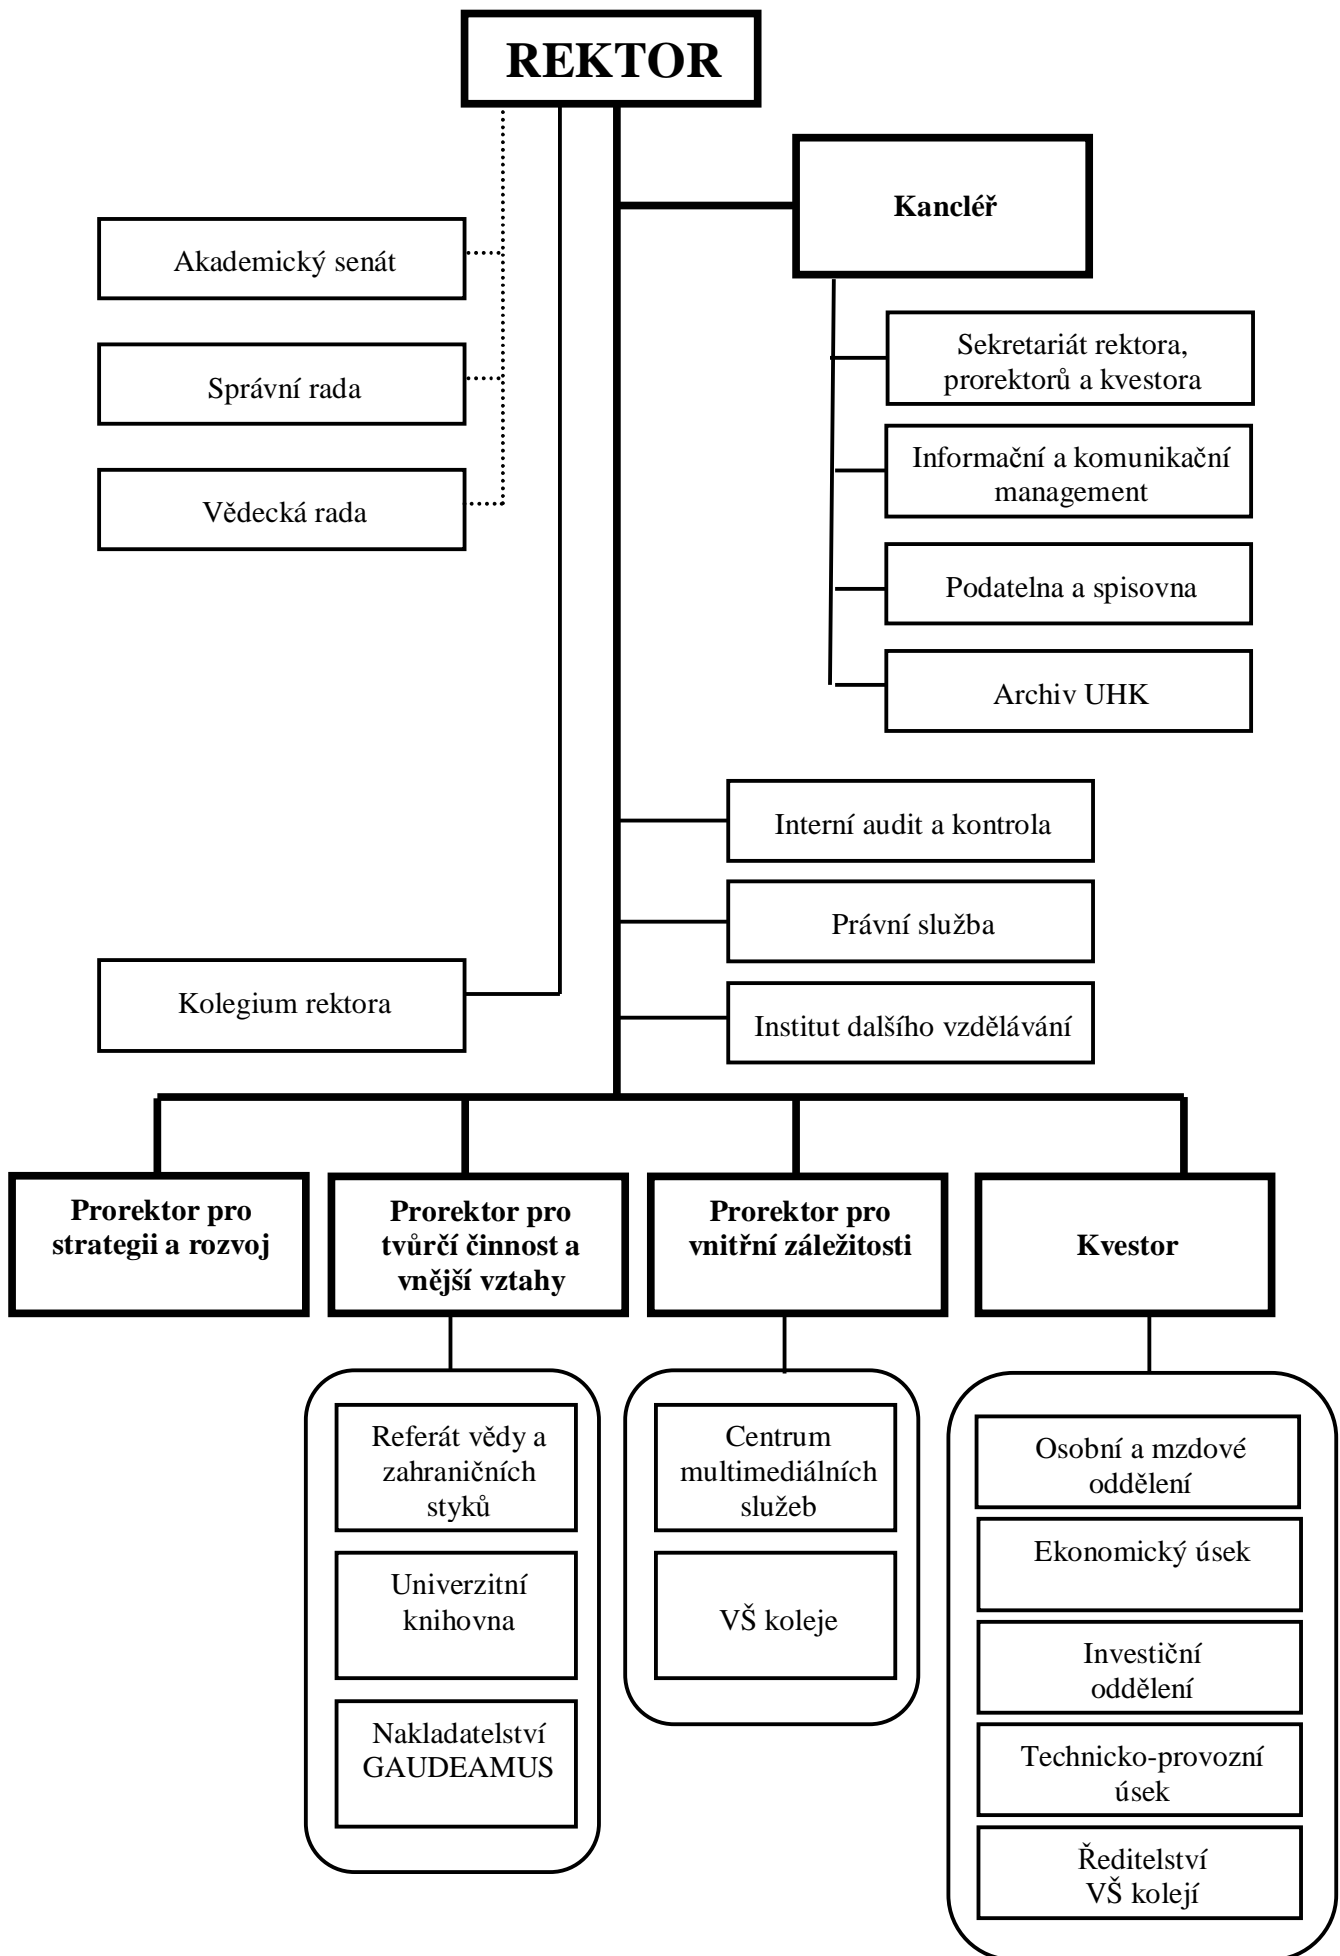 REKTOR
Kancléř
Akademický senát
Správní rada
Vědecká rada
Sekretariát rektora,
prorektorů a kvestora
Informační a komunikační
management
Podatelna a spisovna
Archiv UHK
Interní audit a kontrola
Právní služba
Institut dalšího vzdělávání
Kolegium rektora
Prorektor pro
strategii a rozvoj
Prorektor pro
tvůrčí činnost a
vnější vztahy
Prorektor pro
vnitřní záležitosti
Kvestor
Referát vědy a
zahraničních
styků
Univerzitní
knihovna
Nakladatelství
GAUDEAMUS
Centrum
multimediálních
služeb
VŠ koleje
Osobní a mzdové
oddělení
Ekonomický úsek
Investiční
oddělení
Technicko-provozní
úsek
Ředitelství
VŠ kolejí